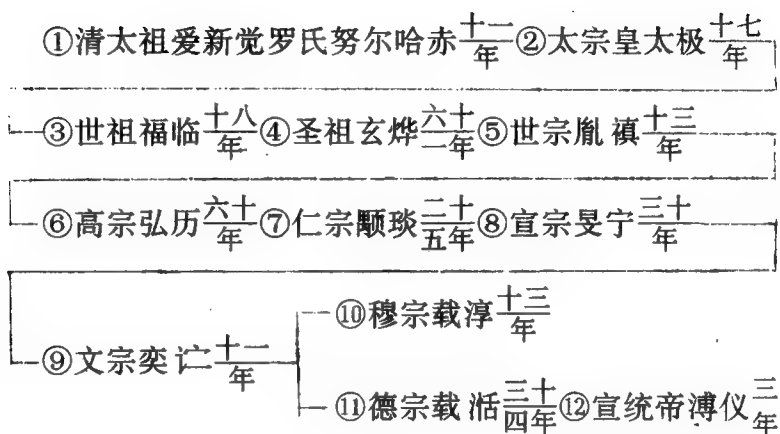 ①清太祖爱新觉罗氏努尔哈赤十一年②太宗皇太极十七年
③世祖福临十八年④圣祖玄烨六十一年⑤世宗胤禛十三年
⑥高宗弘历六十年⑦仁宗颙琰二十五年⑧宣宗旻宁三十年
⑩穆宗载淳十三年
⑨文宗奕讠十一年
⑪德宗载湉三十四年⑫宣统帝溥仪三年